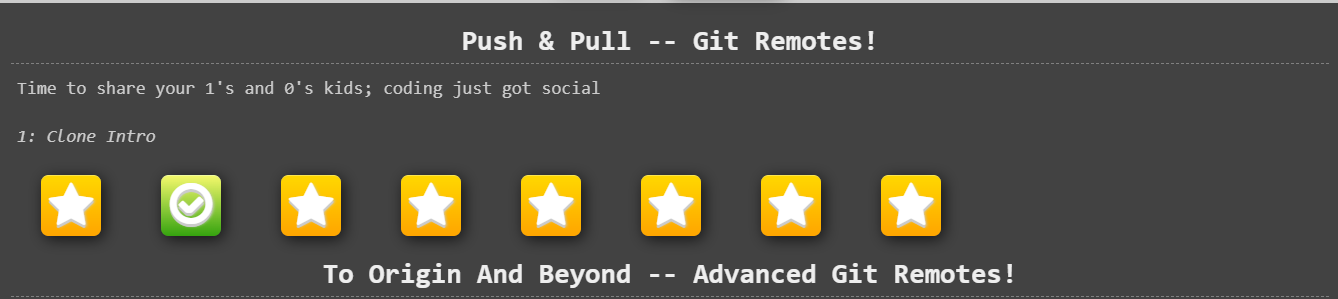 Push & Pull -- Git Remotes!
Time to share your 1's and 0's kids; coding just got social
1: Clone Intro
To Origin And Beyond -- Advanced Git Remotes!